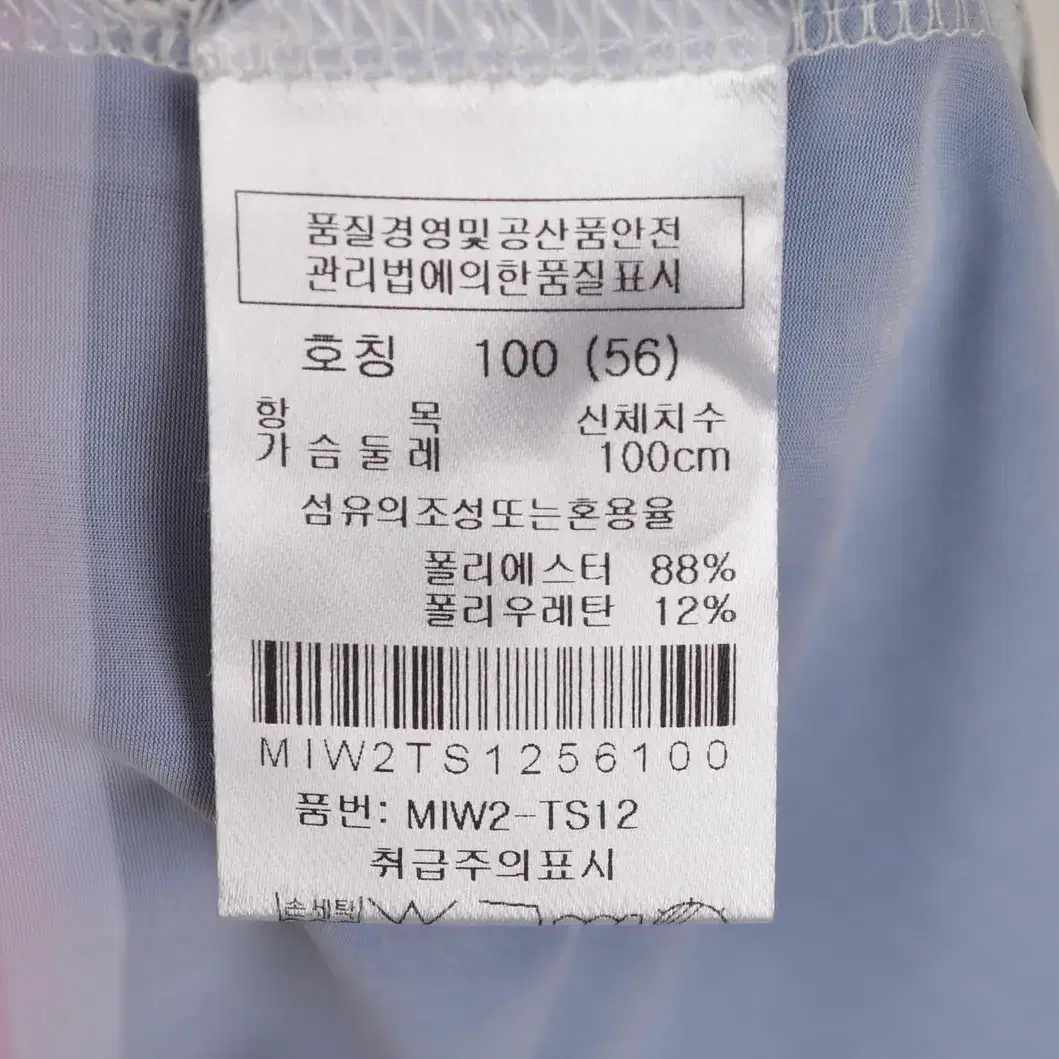 품질경영및공산품안전
관리법에의한품질표시
호칭 100 (56)
항 목 신체치수
가슴둘레 100cm
섬유의조성또는혼용율
폴리에스터 88%
폴리우레탄 12%
MIW2TS1256100
품번: MIW2-TS12
취급주의표시
손세탁